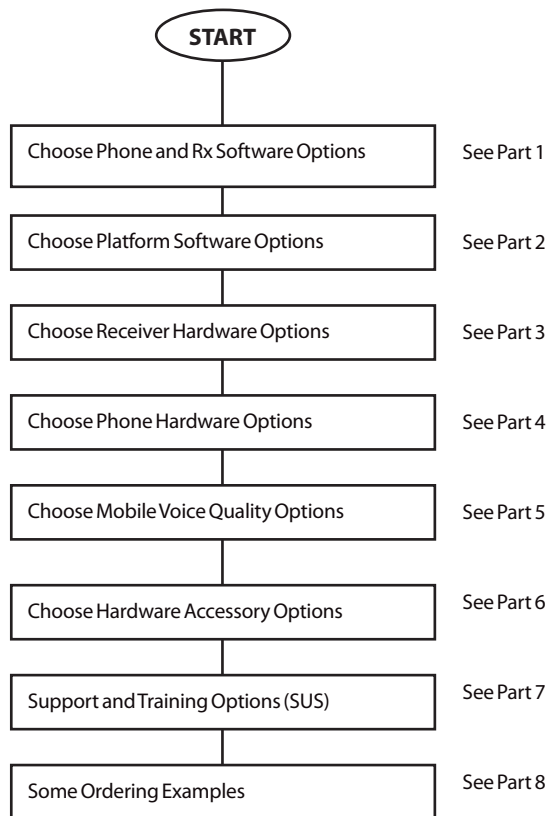 START
Choose Phone and Rx Software Options See Part 1
Choose Platform Software Options See Part 2
Choose Receiver Hardware Options See Part 3
Choose Phone Hardware Options See Part 4
Choose Mobile Voice Quality Options See Part 5
Choose Hardware Accessory Options See Part 6
Support and Training Options (SUS) See Part 7
Some Ordering Examples See Part 8